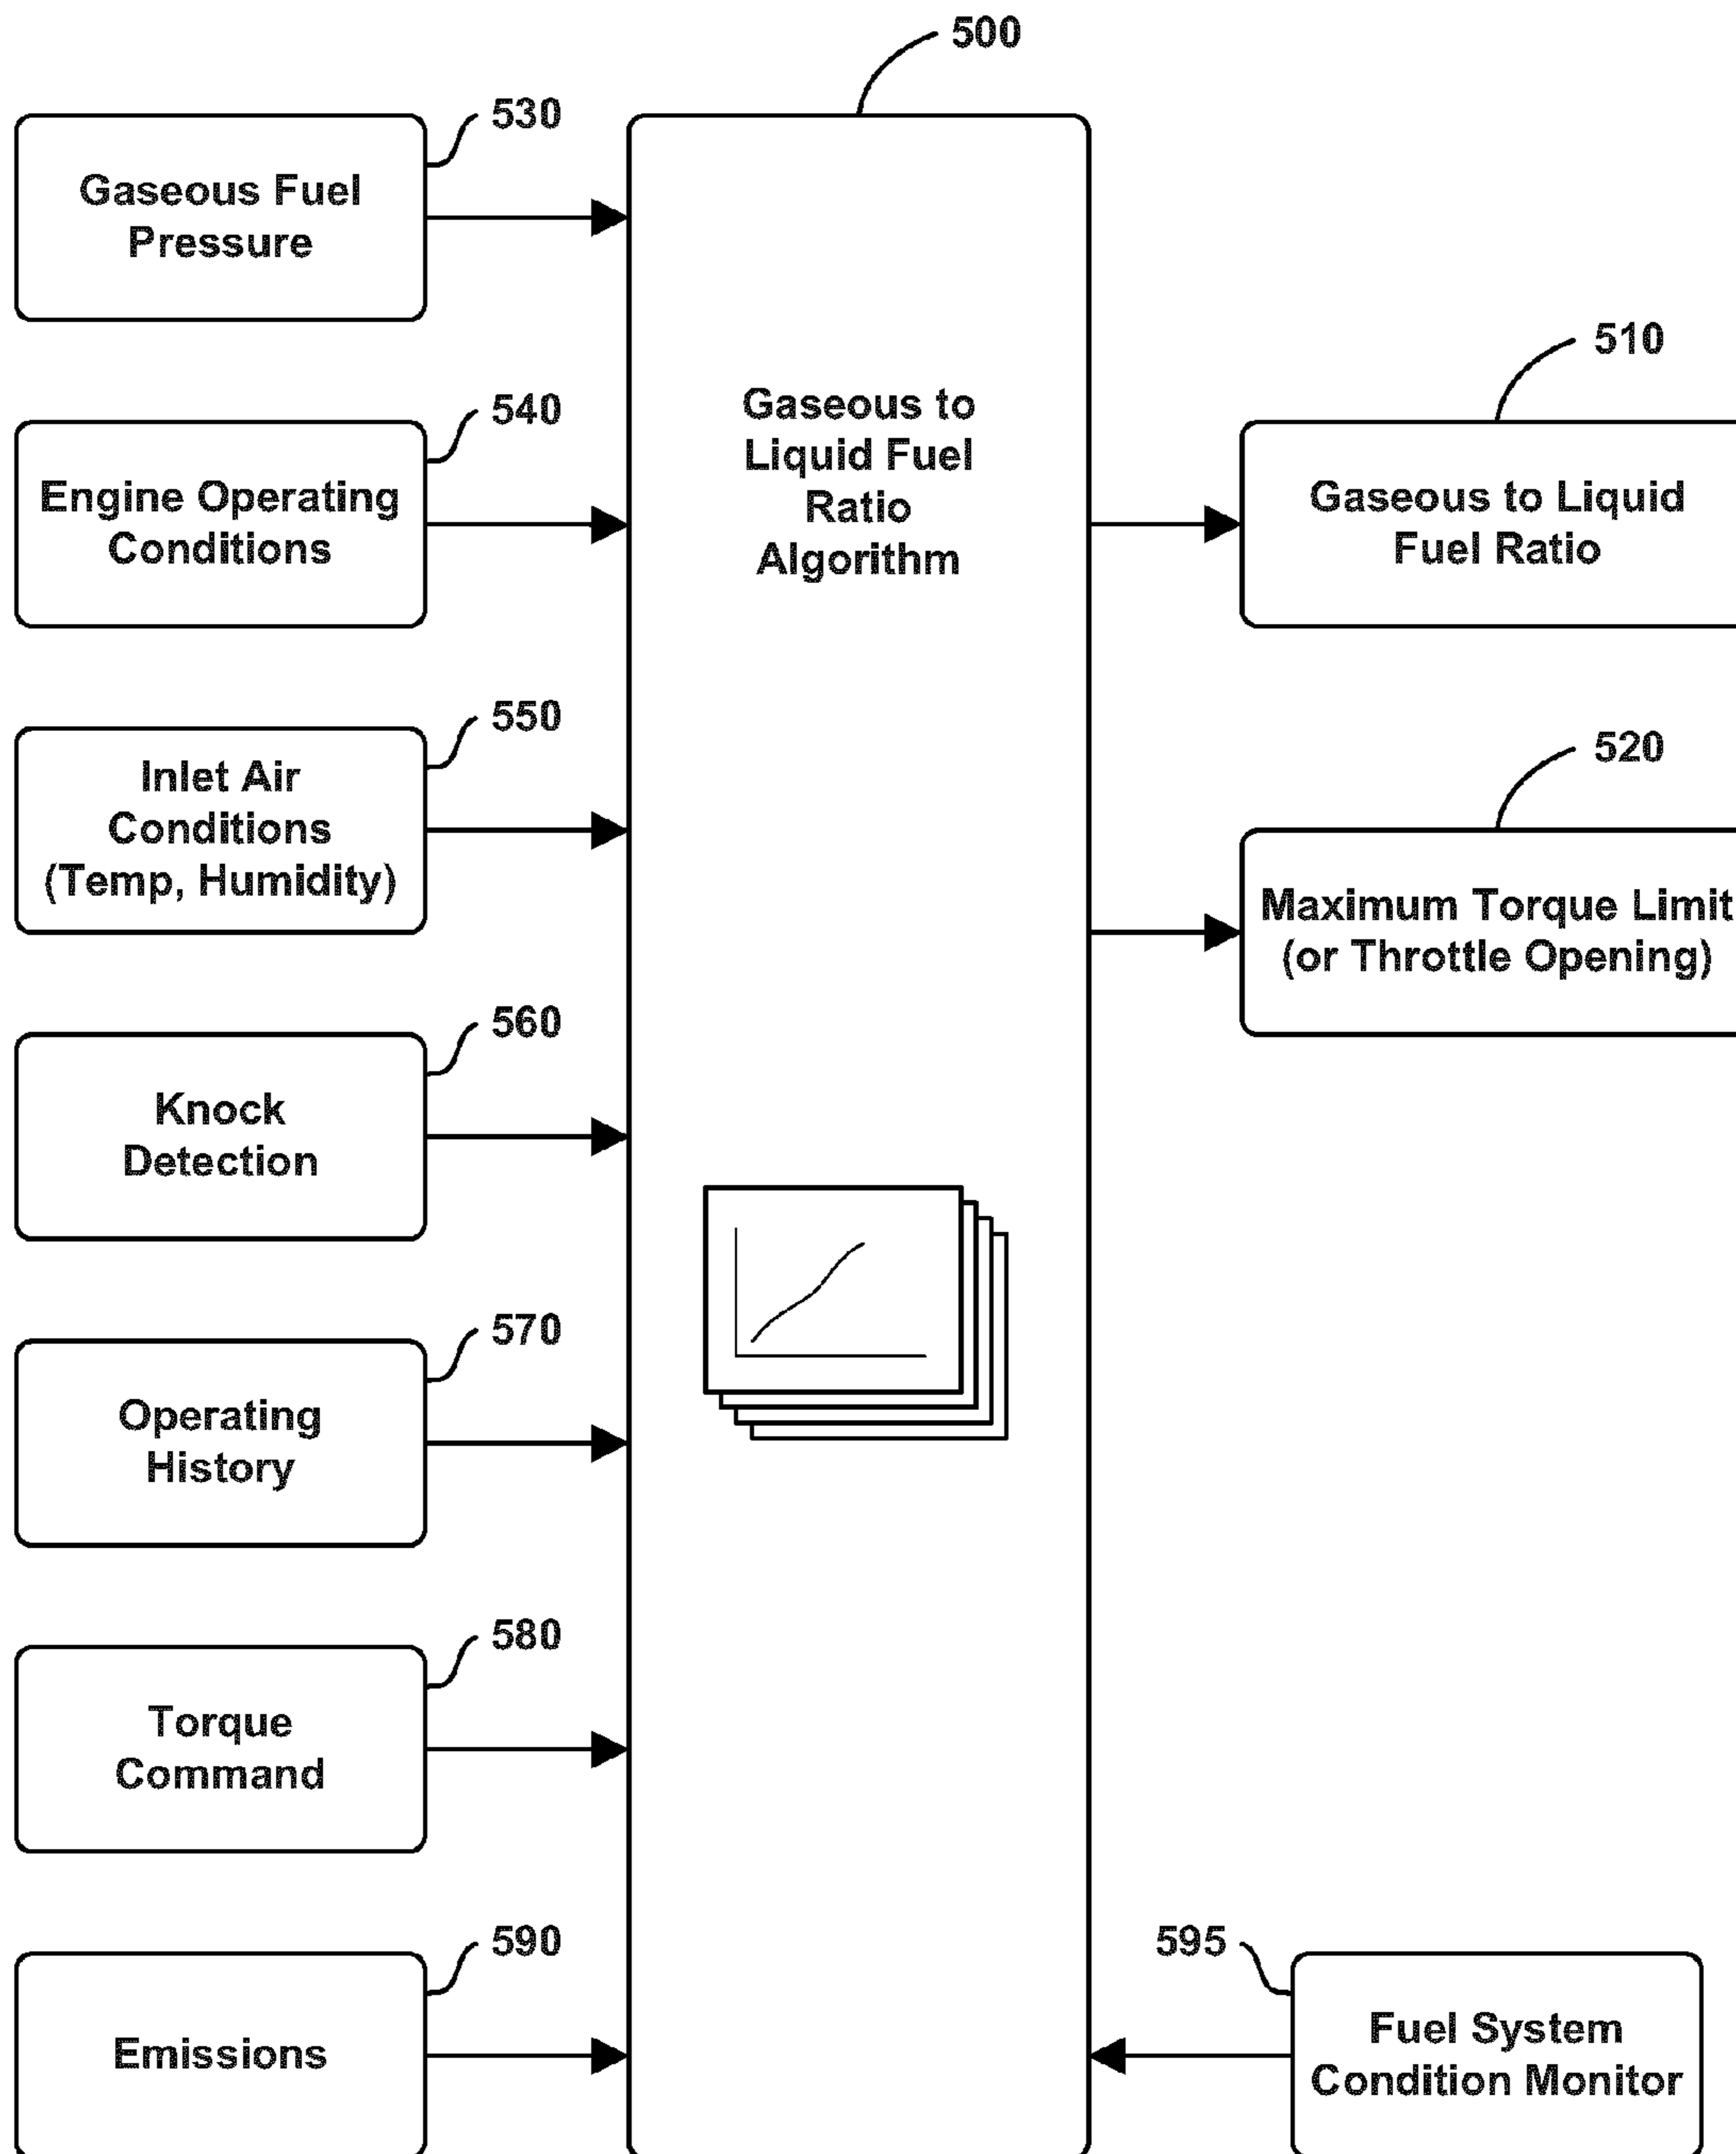 500
530
Gaseous Fuel
Pressure
540
Engine Operating
Conditions
550
Inlet Air
Conditions
(Temp, Humidity)
560
Knock
Detection
570
Operating
History
580
Torque
Command
590
Emissions
Gaseous to
Liquid Fuel
Ratio
Algorithm
510
Gaseous to Liquid
Fuel Ratio
520
Maximum Torque Limit
(or Throttle Opening)
595
Fuel System
Condition Monitor